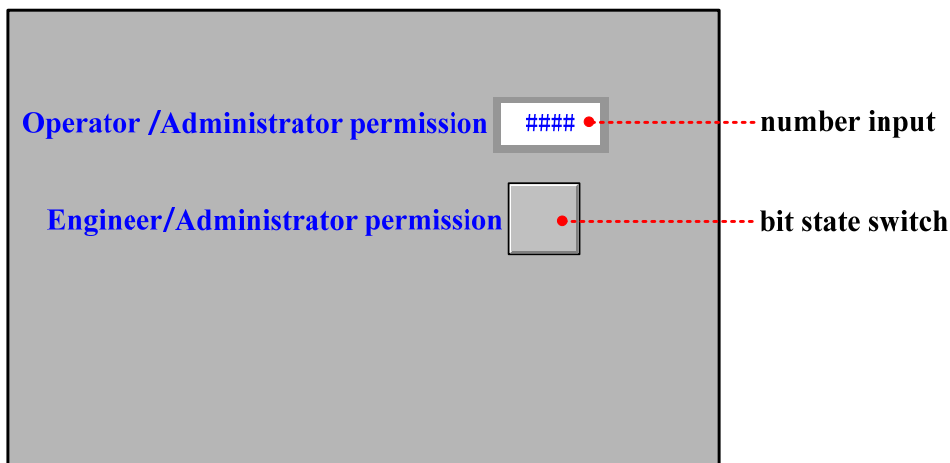 Operator /Administrator permission #### number input
Engineer/Administrator permission bit state switch